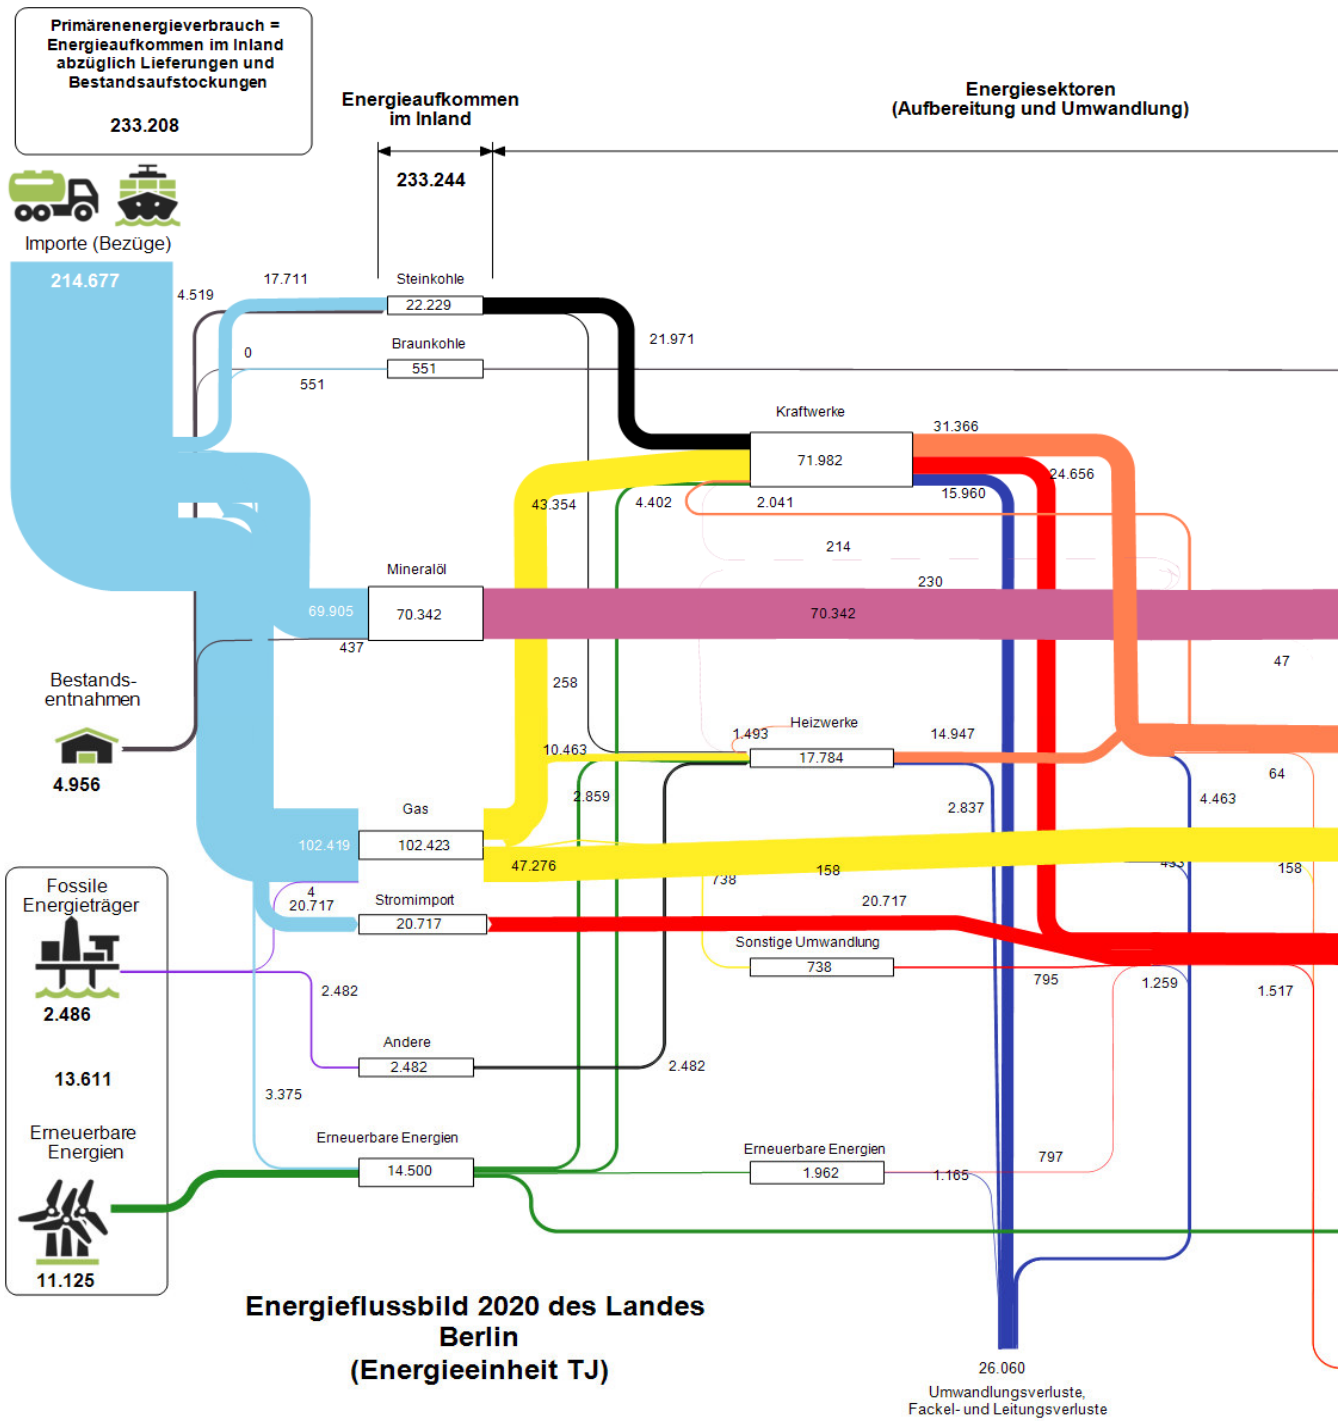 Primärenenergieverbrauch =
Energieaufkommen im Inland
abzüglich Lieferungen und
Bestandsaufstockungen
233.208
Energieaufkommen
im Inland
233.244
Energiesektoren
(Aufbereitung und Umwandlung)
Importe (Bezüge)
214.677
4.519
17.711
Steinkohle
22.229
21.971
0
551
Braunkohle
551
Kraftwerke
71.982
31.366
24.656
15.960
43.354
4.402
2.041
214
230
Mineralöl
69.905
70.342
70.342
437
47
Bestands-
entnahmen
4.956
258
10.463
2.859
1.493
Heizwerke
17.784
14.947
2.837
64
4.463
Gas
102.419
102.423
47.276
738
158
453
158
4
20.717
Stromimport
20.717
20.717
Fossile
Energieträger
2.486
Sonstige Umwandlung
738
795
1.259
1.517
2.482
Andere
2.482
2.482
13.611
3.375
Erneuerbare
Energien
11.125
Erneuerbare Energien
14.500
Erneuerbare Energien
1.962
1.165
797
Energieflussbild 2020 des Landes
Berlin
(Energieeinheit TJ)
26.060
Umwandlungsverluste,
Fackel- und Leitungsverluste